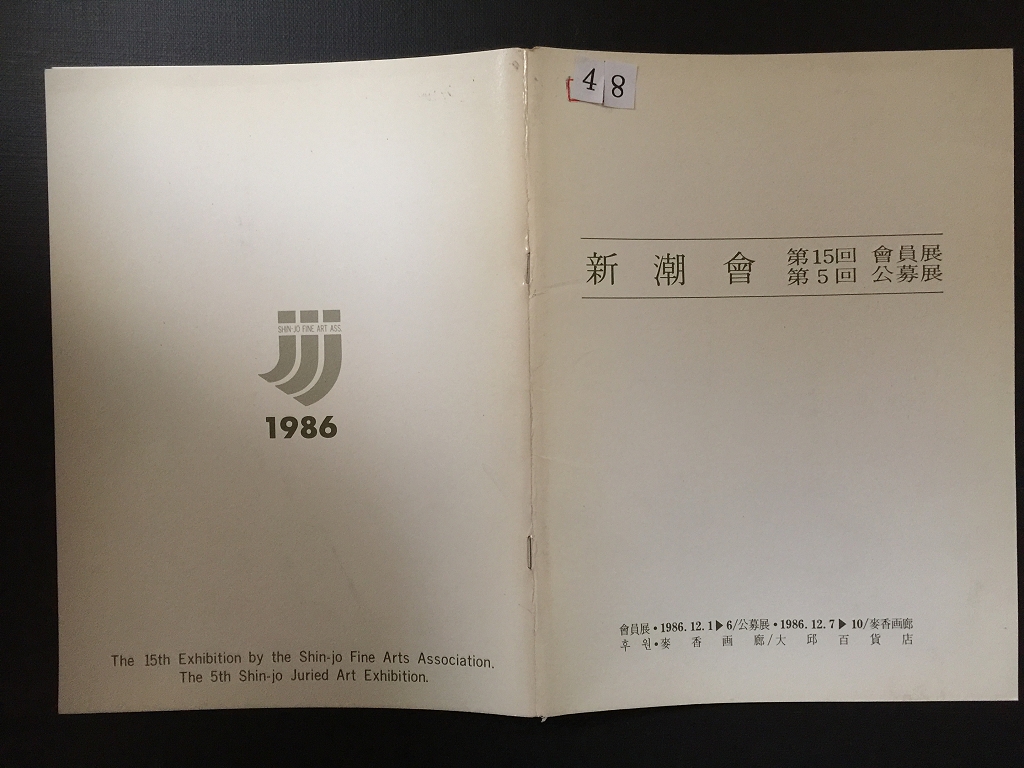 SHIN-JO FINE ART ASS.
1986
The 15th Exhibition by the Shin-jo Fine Arts Association.
The 5th Shin-jo Juried Art Exhibition.
48
新潮會 第15回 會員展
第5回 公募展
會員展・1986. 12. 1▶6/公募展・1986. 12. 7▶10/麥香画廊
후원・麥香画廊/大邱百貨店